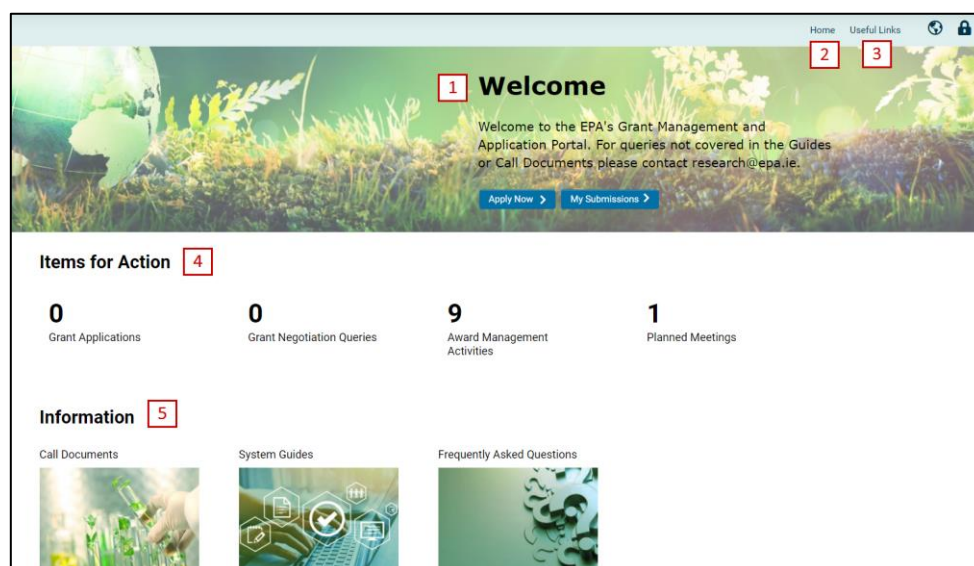 Home Useful Links
2 3
1 Welcome
Welcome to the EPA's Grant Management and
Application Portal. For queries not covered in the Guides
or Call Documents please contact research@epa.ie.
Apply Now My Submissions
Items for Action 4
0 0 9 1
Grant Applications Grant Negotiation Queries Award Management Planned Meetings
Activities
Information 5
Call Documents System Guides Frequently Asked Questions